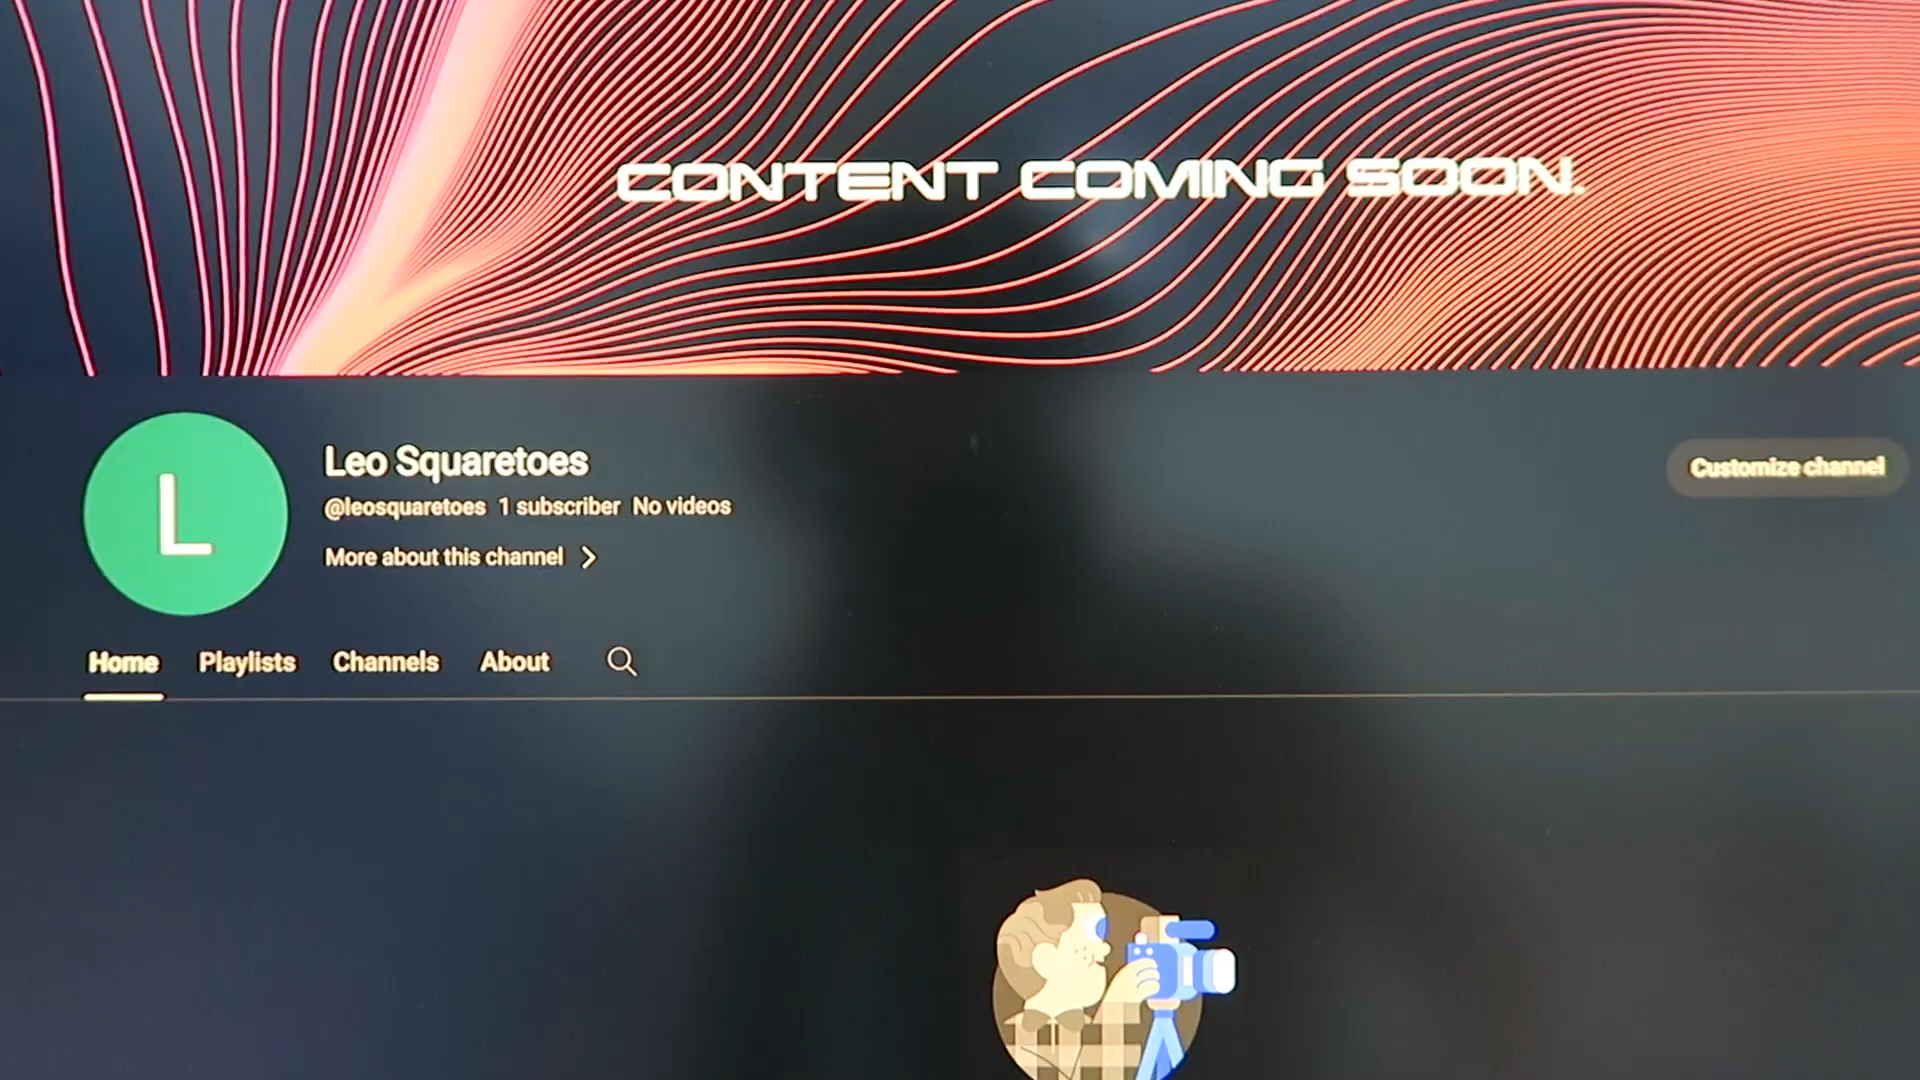 CONTENT COMING SOON.
L
Leo Squaretoes
@leosquaretoes 1 subscriber No videos
More about this channel
Customize channel
Home Playlists Channels About